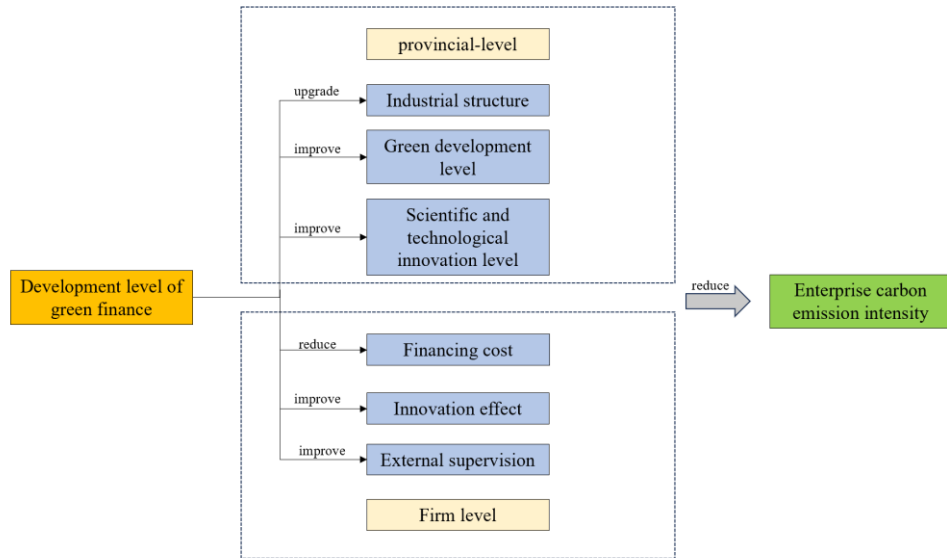 provincial-level
upgrade
Industrial structure
improve
Green development
level
improve
Scientific and
technological
innovation level
Development level of
green finance
reduce
Enterprise carbon
emission intensity
reduce
Financing cost
improve
Innovation effect
improve
External supervision
Firm level